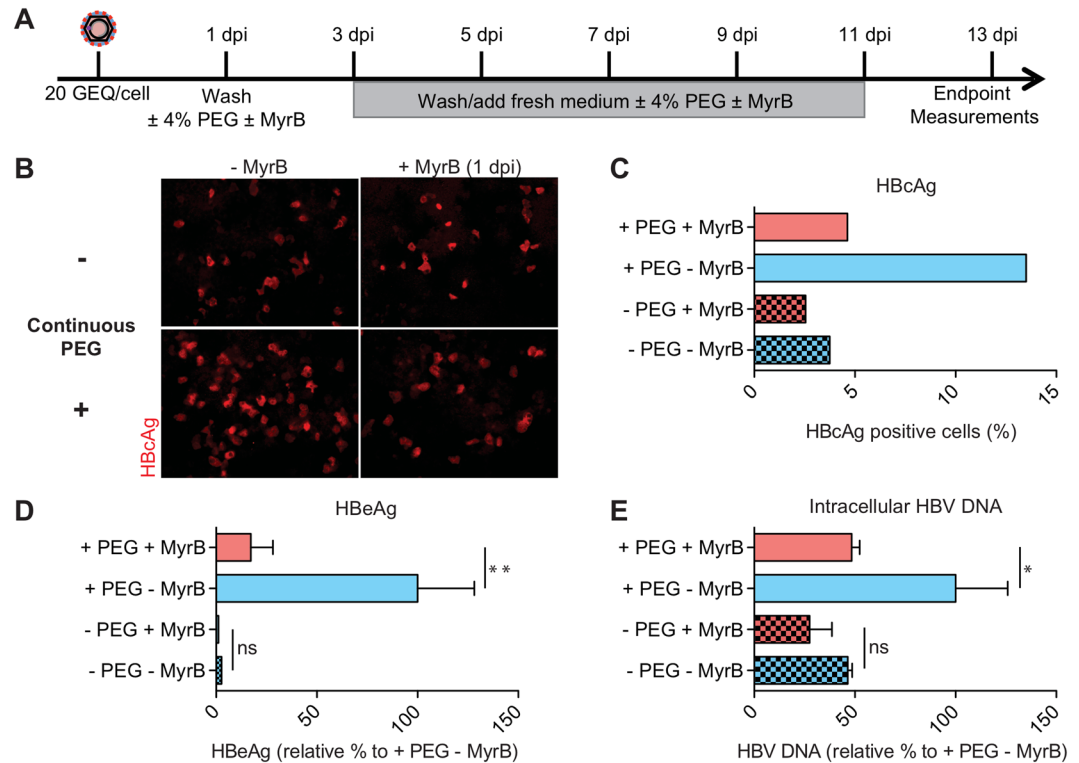 A
1 dpi
3 dpi
5 dpi
7 dpi
9 dpi
11 dpi
13 dpi
20 GEQ/cell
Wash
± 4% PEG ± MyrB
Wash/add fresh medium ± 4% PEG ± MyrB
Endpoint
Measurements
B
- MyrB
+ MyrB (1 dpi)
-
Continuous
PEG
+
HBcAg
C
HBcAg
+ PEG + MyrB
+ PEG - MyrB
- PEG + MyrB
- PEG - MyrB
0
5
10
15
HBcAg positive cells (%)
D
HBeAg
+ PEG + MyrB
+ PEG - MyrB
- PEG + MyrB
- PEG - MyrB
**
ns
0
50
100
150
HBeAg (relative % to + PEG - MyrB)
E
Intracellular HBV DNA
+ PEG + MyrB
+ PEG - MyrB
- PEG + MyrB
- PEG - MyrB
*
ns
0
50
100
150
HBV DNA (relative % to + PEG - MyrB)